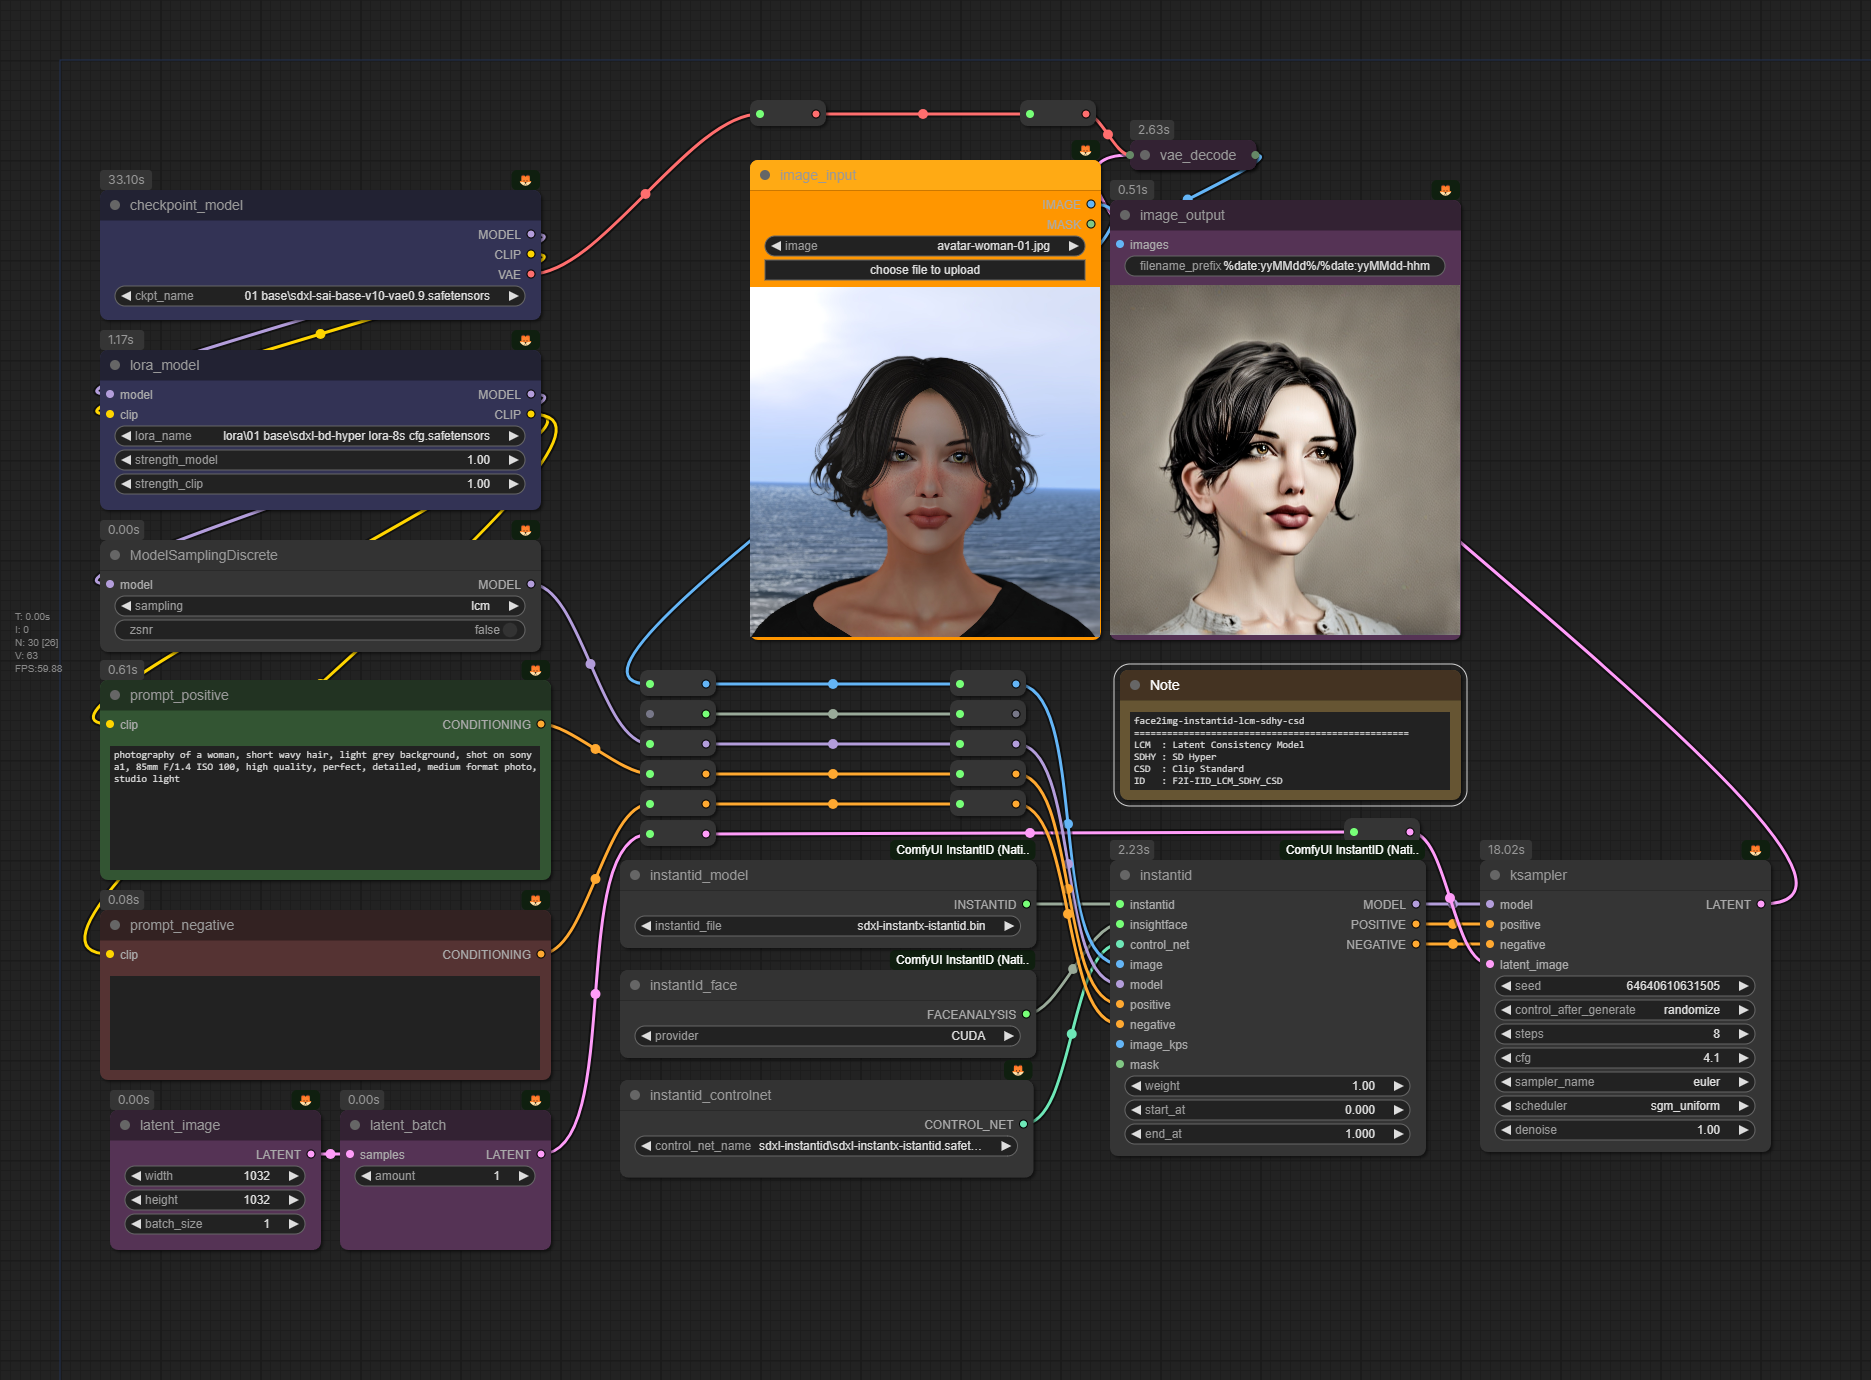 2.63s
vae_decode
33.10s
checkpoint_model
MODEL
CLIP
VAE
ckpt_name 01 base\sdxl-sai-base-v10-vae0.9.safetensors
image_input
IMAGE
MASK
image avatar-woman-01.jpg
choose file to upload
0.51s
image_output
images
filename_prefix %date:yyMMdd%/%date:yyMMdd-hhm
1.17s
lora_model
model MODEL
clip CLIP
lora_name lora\01 base\sdxl-bd-hyper lora-8s cfg.safetensors
strength_model 1.00
strength_clip 1.00
0.00s
ModelSamplingDiscrete
model MODEL
sampling lcm
zsnr false
T: 0.00s
I: 0
N: 30 [26]
V: 63
FPS:59.88
0.61s
prompt_positive
clip CONDITIONING
photography of a woman, short wavy hair, light grey background, shot on sony
a1, 85mm F/1.4 ISO 100, high quality, perfect, detailed, medium format photo,
studio light
0.08s
prompt_negative
clip CONDITIONING
0.00s
latent_image
LATENT
width 1032
height 1032
batch_size 1
0.00s
latent_batch
samples LATENT
amount 1
Note
face2img-instantid-lcm-sdhy-csd
==================================================
LCM : Latent Consistency Model
SDHY : SD Hyper
CSD : Clip Standard
ID : F2I-IID_LCM_SDHY_CSD
ComfyUI InstantID (Nati..
instantid_model
INSTANTID
instantid_file sdxl-instantx-istantid.bin
ComfyUI InstantID (Nati..
instantId_face
FACEANALYSIS
provider CUDA
instantid_controlnet
CONTROL_NET
control_net_name sdxl-instantid\sdxl-instantx-istantid.safet...
2.23s
ComfyUI InstantID (Nati..
instantid
instantid MODEL
insightface POSITIVE
control_net NEGATIVE
image
model
positive
negative
image_kps
mask
weight 1.00
start_at 0.000
end_at 1.000
18.02s
ksampler
model LATENT
positive
negative
latent_image
seed 64640610631505
control_after_generate randomize
steps 8
cfg 4.1
sampler_name euler
scheduler sgm_uniform
denoise 1.00